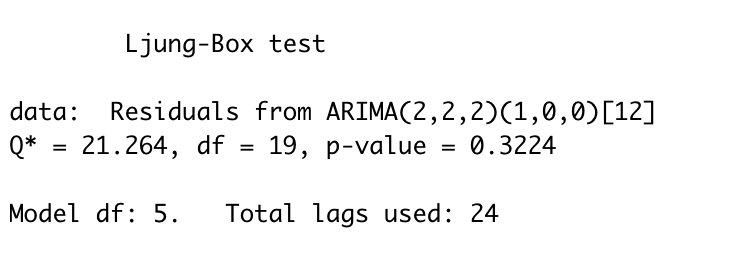 Ljung-Box test
data:  Residuals from ARIMA(2,2,2)(1,0,0)[12]
Q* = 21.264, df = 19, p-value = 0.3224
Model df: 5.   Total lags used: 24